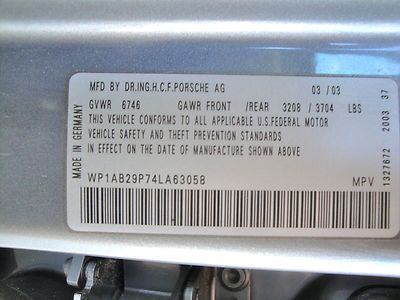 MFD BY DR.ING.H.C.F.PORSCHE AG 03/03
GVWR 6746 GAWR FRONT /REAR 3208 / 3704 LBS
THIS VEHICLE CONFORMS TO ALL APPLICABLE U.S.FEDERAL MOTOR
VEHICLE SAFETY AND THEFT PREVENTION STANDARDS
IN EFFECT ON THE DATE OF MANUFACTURE SHOWN ABOVE.
WP1AB29P74LA63058 MPV
MADE IN GERMANY
1327672 2003 37